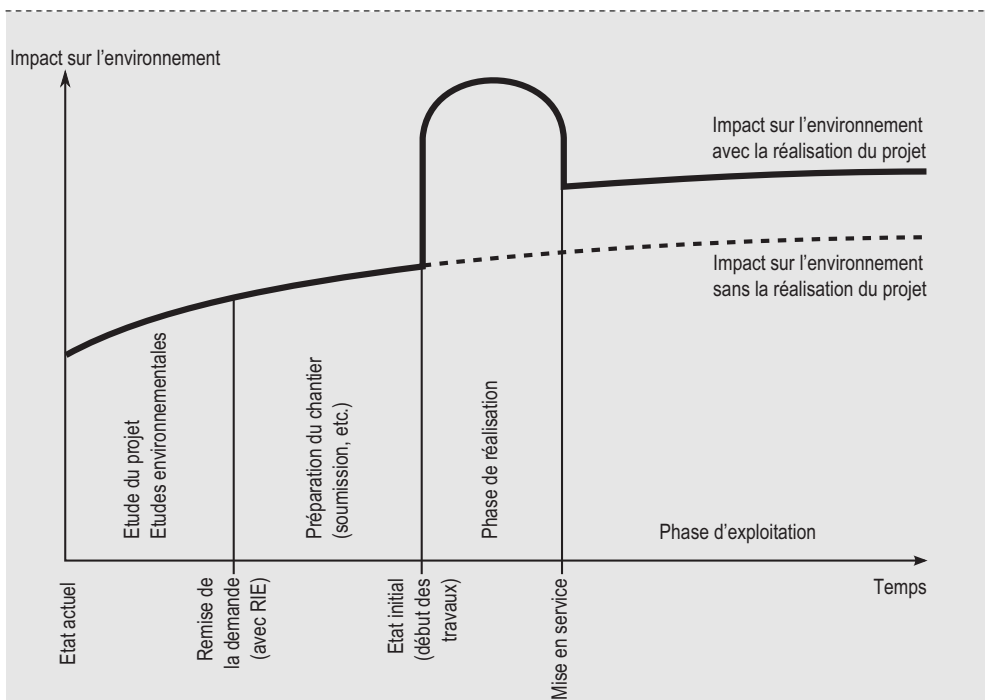 Impact sur l'environnement
Impact sur l'environnement
avec la réalisation du projet
Impact sur l'environnement
sans la réalisation du projet
Etude du projet
Etudes environnementales
Préparation du chantier
(soumission, etc.)
Phase de réalisation
Phase d'exploitation
Temps
Etat actuel
Remise de
la demande
(avec RIE)
Etat initial
(début des
travaux)
Mise en service